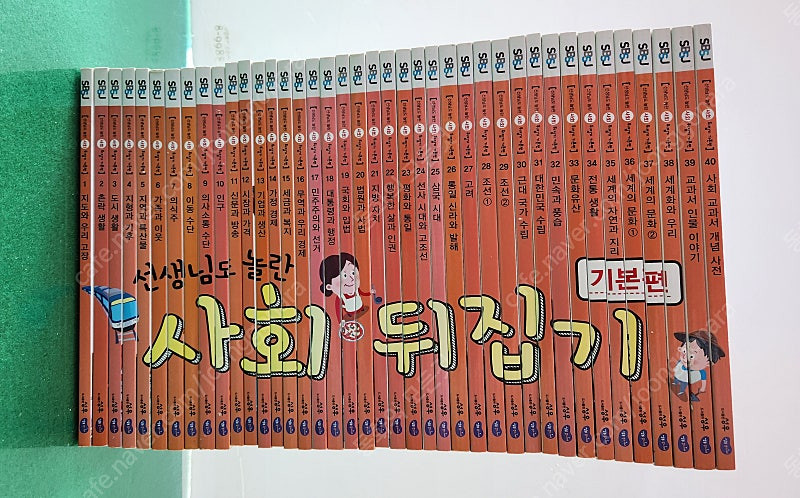 선생님도 놀란
사회 뒤집기
기본편
1 지도와 우리 고장
2 촌락 생활
3 도시 생활
4 지형과 기후
5 지역과 특산물
6 가족과 이웃
7 의식주
8 이동 수단
9 의사소통 수단
10 인구
11 신문과 방송
12 시장과 가격
13 기업과 생산
14 가정 경제
15 세금과 복지
16 무역과 우리 경제
17 민주주의와 선거
18 대통령과 행정
19 국회와 입법
20 법원과 사법
21 지방 자치
22 행복한 삶과 인권
23 평화와 통일
24 선사 시대와 고조선
25 삼국 시대
26 통일 신라와 발해
27 고려
28 조선 ①
29 조선 ②
30 근대 국가 수립
31 대한민국 수립
32 민속과 풍습
33 문화유산
34 전통 생활
35 세계의 자연과 지리
36 세계의 문화 ①
37 세계의 문화 ②
38 세계화와 우리
39 교과서 인물 이야기
40 사회 교과서 개념 사전